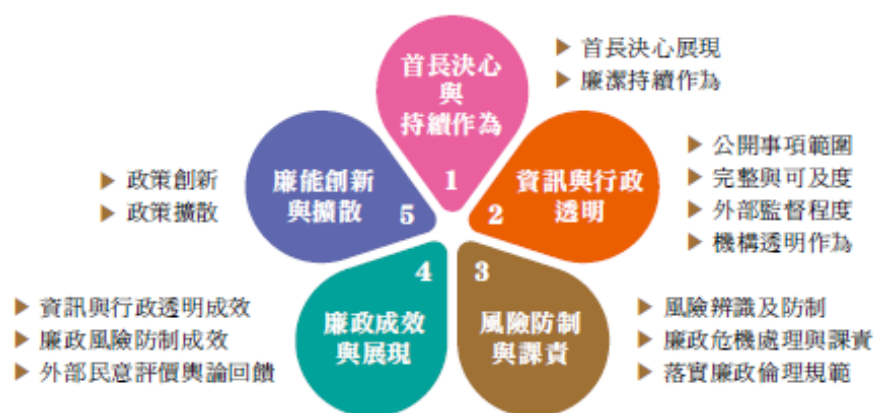 首長決心
與
持續作為
1
▶ 首長決心展現
▶ 廉潔持續作為
資訊與行政
透明
2
▶ 公開事項範圍
▶ 完整與可及度
▶ 外部監督程度
▶ 機構透明作為
3
風險防制
與課責
▶ 風險辨識及防制
▶ 廉政危機處理與課責
▶ 落實廉政倫理規範
4
廉政成效
與展現
▶ 資訊與行政透明成效
▶ 廉政風險防制成效
▶ 外部民意評價輿論回饋
廉能創新
與擴散
5
▶ 政策創新
▶ 政策擴散